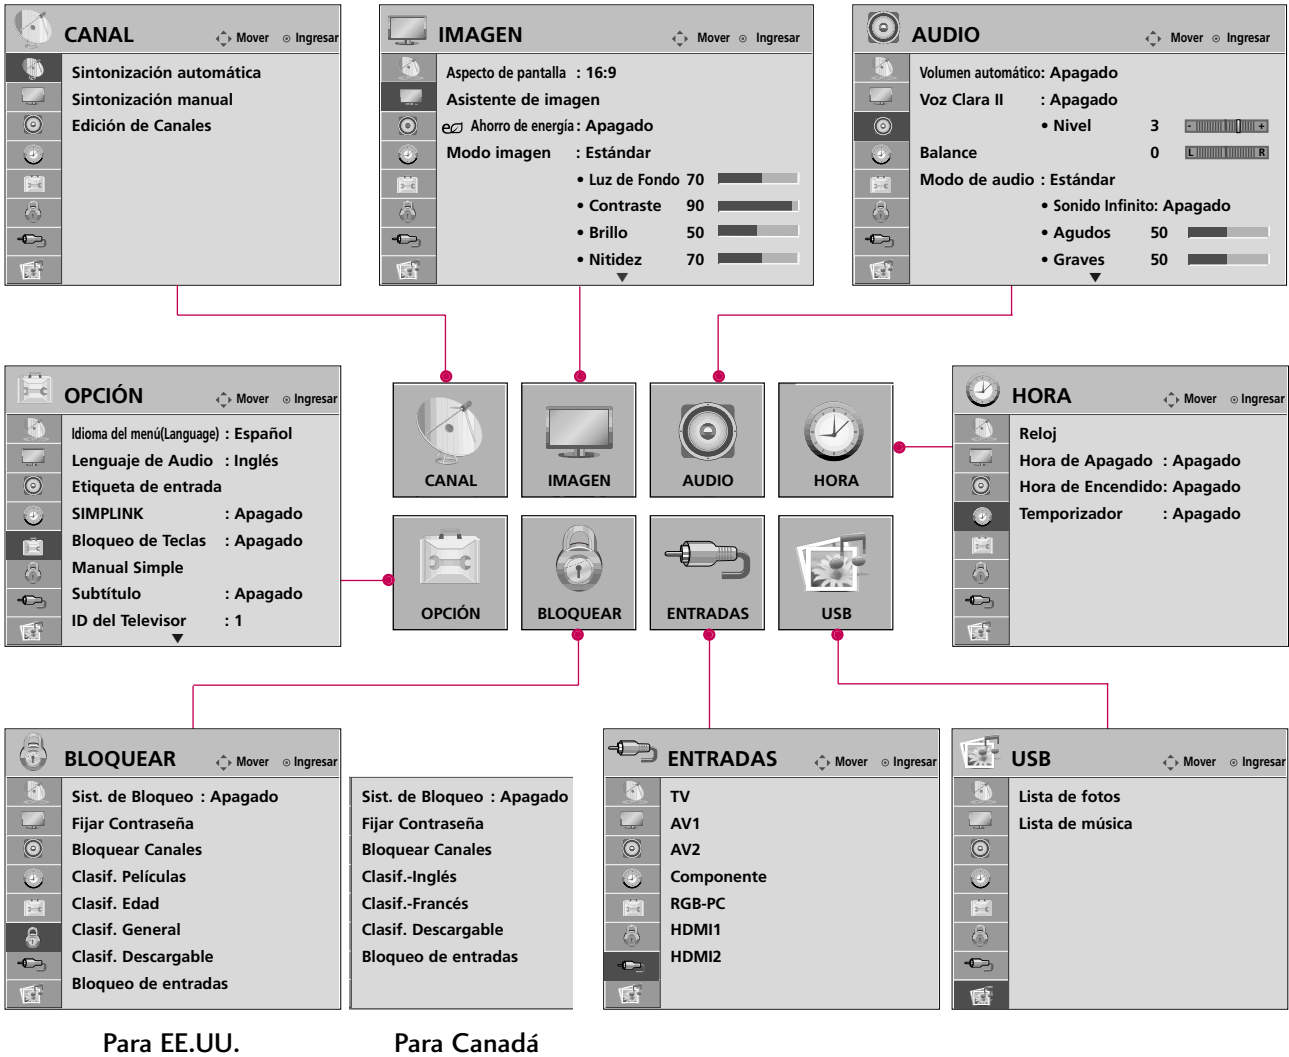 CANAL
Mover
Ingresar
Sintonización automática
Sintonización manual
Edición de Canales
IMAGEN
Mover
Ingresar
Aspecto de pantalla : 16:9
Asistente de imagen
Ahorro de energía : Apagado
Modo imagen : Estándar
• Luz de Fondo 70
• Contraste 90
• Brillo 50
• Nitidez 70
AUDIO
Mover
Ingresar
Volumen automático: Apagado
Voz Clara II : Apagado
• Nivel 3 - +
Balance 0 L R
Modo de audio : Estándar
• Sonido Infinito: Apagado
• Agudos 50
• Graves 50
OPCIÓN
Mover
Ingresar
Idioma del menú(Language) : Español
Lenguaje de Audio : Inglés
Etiqueta de entrada
SIMPLINK : Apagado
Bloqueo de Teclas : Apagado
Manual Simple
Subtítulo : Apagado
ID del Televisor : 1
CANAL
IMAGEN
AUDIO
HORA
OPCIÓN
BLOQUEAR
ENTRADAS
USB
HORA
Mover
Ingresar
Reloj
Hora de Apagado : Apagado
Hora de Encendido: Apagado
Temporizador : Apagado
BLOQUEAR
Mover
Ingresar
Sist. de Bloqueo : Apagado
Fijar Contraseña
Bloquear Canales
Clasif. Películas
Clasif. Edad
Clasif. General
Clasif. Descargable
Bloqueo de entradas
Para EE.UU.
Sist. de Bloqueo : Apagado
Fijar Contraseña
Bloquear Canales
Clasif.-Inglés
Clasif.-Francés
Clasif. Descargable
Bloqueo de entradas
Para Canadá
ENTRADAS
Mover
Ingresar
TV
AV1
AV2
Componente
RGB-PC
HDMI1
HDMI2
USB
Mover
Ingresar
Lista de fotos
Lista de música